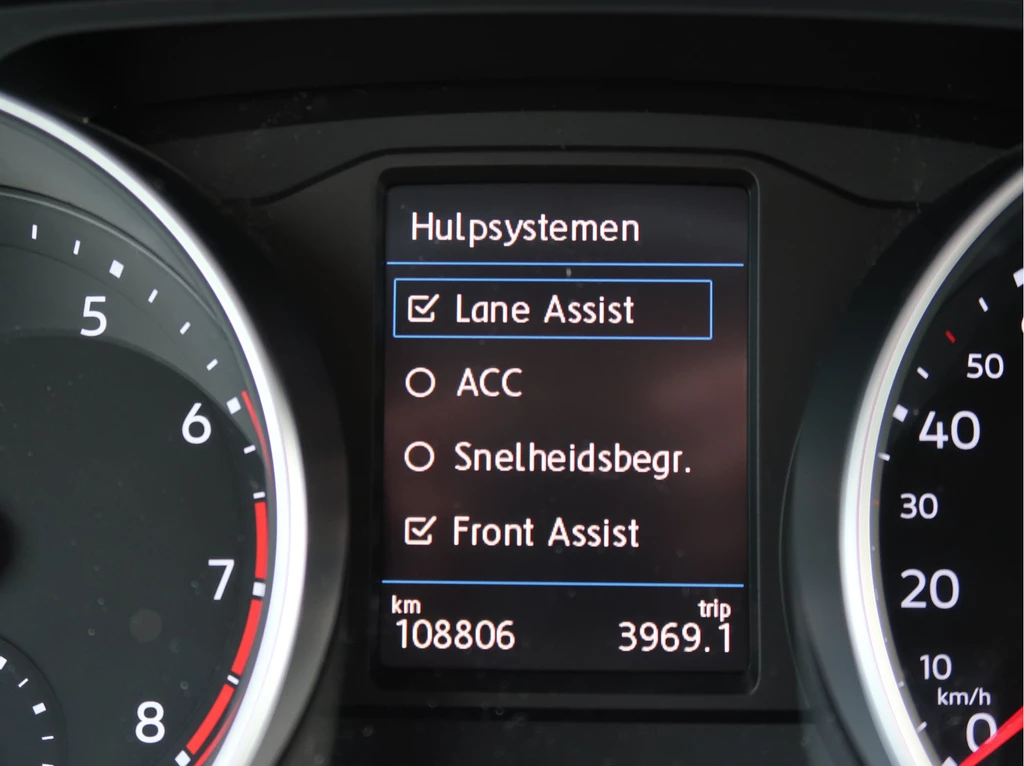 Hulpsystemen
Lane Assist
ACC
Snelheidsbegr.
Front Assist
km trip
108806 3969.1
5
6
7
8
50
40
30
20
10
km/h
0